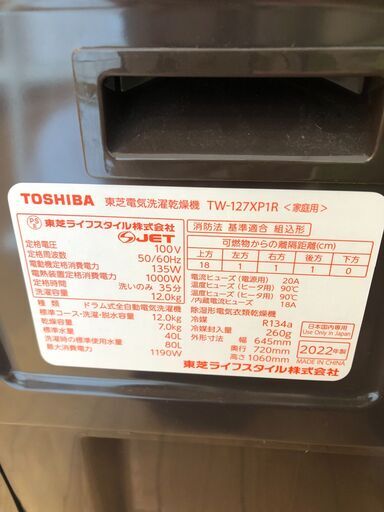 TOSHIBA 東芝電気洗濯乾燥機 TW-127XP1R <家庭用>
PS E 東芝ライフスタイル株式会社
S JET
定格電圧 100V
定格周波数 50/60Hz
電動機定格消費電力 135W
電熱装置定格消費電力 1000W
定格時間 洗いのみ 35分
洗濯容量 12.0kg
種類 ドラム式全自動電気洗濯機
標準コース・洗濯・脱水容量 12.0kg
乾燥容量 7.0kg
標準水量 40L
洗濯時の標準使用水量 80L
最大消費電力 1190W
消防法 基準適合 組込形
可燃物からの離隔距離(cm)
上方 左方 右方 前方 後方 下方
18 1 1 1 0
電流ヒューズ(電源用) 20A
温度ヒューズ(ヒータ用) 90℃
温度ヒューズ(ヒータ用) 90℃
/内蔵電流ヒューズ 18A
除湿形電気衣類乾燥機
冷媒 R134a
冷媒封入量 260g
外形寸法 幅 645mm
奥行 720mm
高さ 1060mm
日本国内専用
Use Only in Japan
2022年製
MADE IN CHINA
東芝ライフスタイル株式会社